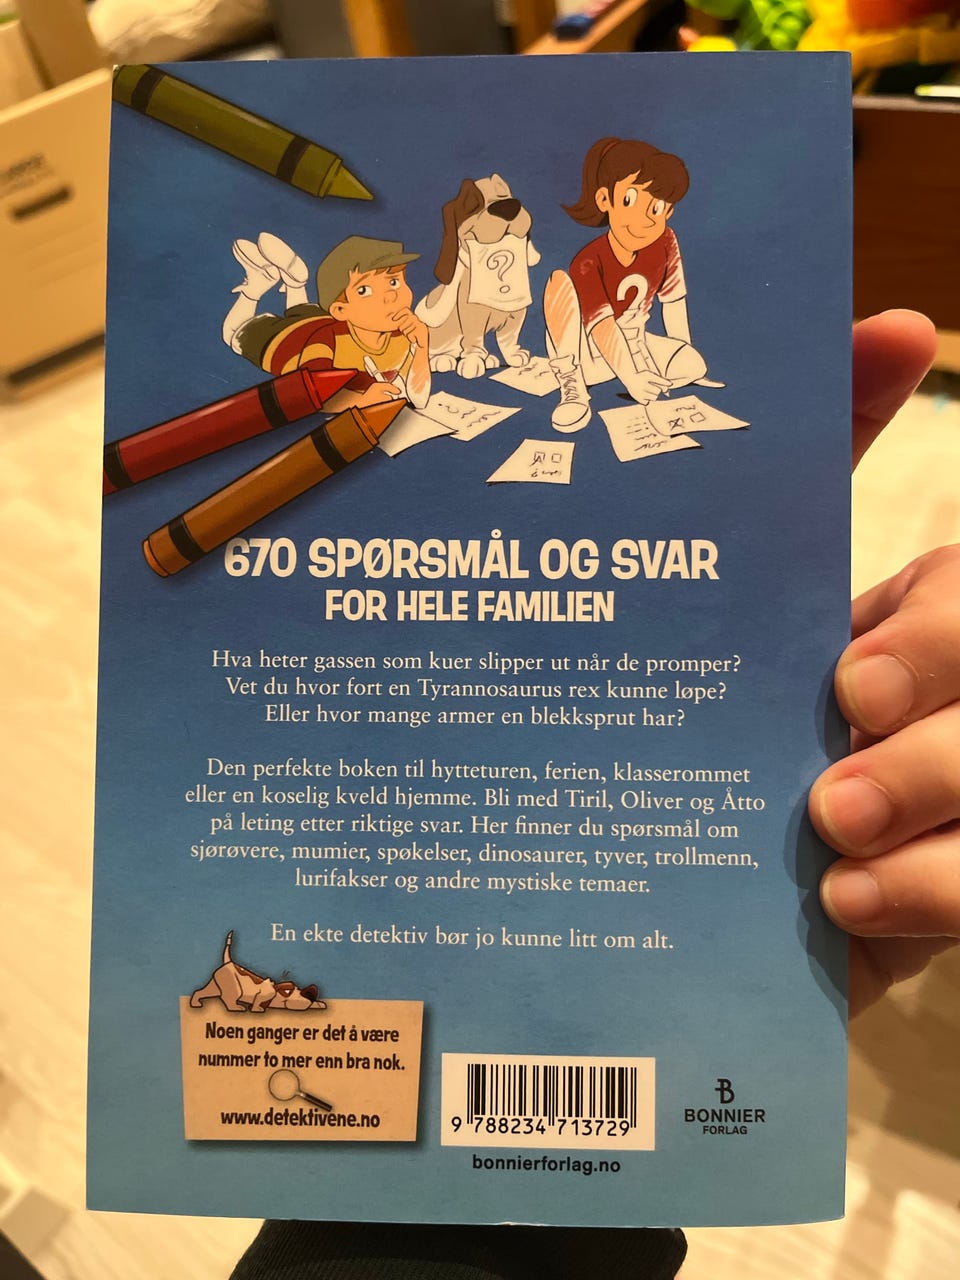 670 SPØRSMÅL OG SVAR
FOR HELE FAMILIEN
Hva heter gassen som kuer slipper ut når de promper?
Vet du hvor fort en Tyrannosaurus rex kunne løpe?
Eller hvor mange armer en blekksprut har?
Den perfekte boken til hytteturen, ferien, klasserommet
eller en koselig kveld hjemme. Bli med Tiril, Oliver og Åtto
på leting etter riktige svar. Her finner du spørsmål om
sjørøvere, mumier, spøkelser, dinosaurer, tyver, trollmenn,
lurifakser og andre mystiske temaer.
En ekte detektiv bør jo kunne litt om alt.
Noen ganger er det å være
nummer to mer enn bra nok.
www.detektivene.no
9 788234 713729
bonnierforlag.no
B
BONNIER
FORLAG
?
2